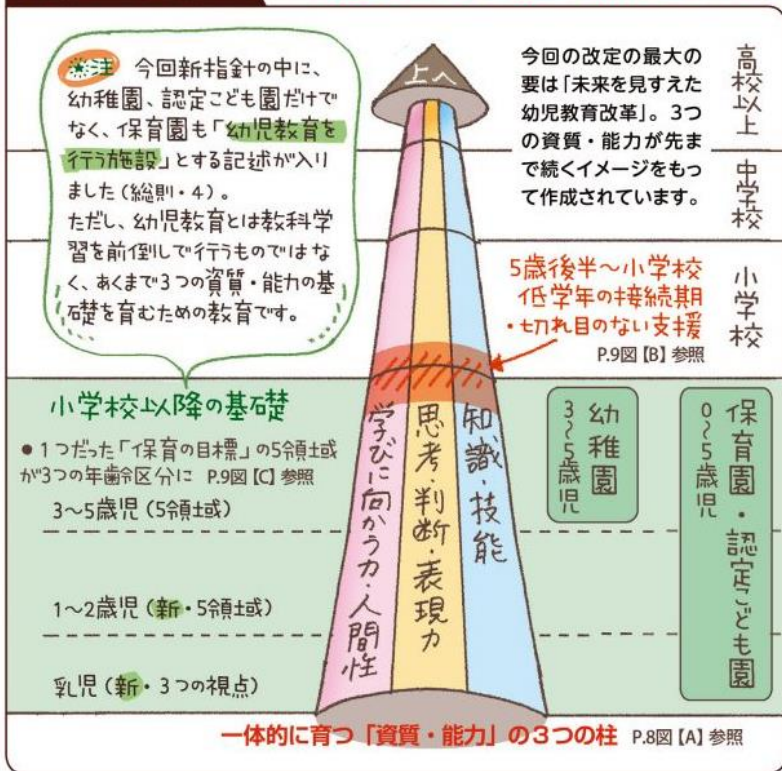 ★注 今回新指針の中に、
幼稚園、認定こども園だけで
なく、保育園も「幼児教育を
行う施設」とする記述が入り
ました(総則・4)。
ただし、幼児教育とは教科学
習を前倒しで行うものではな
く、あくまで3つの資質・能力の基
礎を育むための教育です。
上へ
今回の改定の最大の
要は「未来を見すえた
幼児教育改革」。3つ
の資質・能力が先ま
で続くイメージをもっ
て作成されています。
高校以上
中学校
小学校
5歳後半~小学校
低学年の接続期
・切れ目のない支援
P.9図【B】参照
小学校以降の基礎
●1つだった「保育の目標」の5領域
が3つの年齢区分に P.9図【C】参照
3~5歳児(5領域)
1~2歳児(新・5領域)
乳児(新・3つの視点)
学びに向かう力・人間性
思考・判断・表現力
知識・技能
幼稚園
3~5歳児
保育園・認定こども園
0~5歳児
一体的に育つ「資質・能力」の3つの柱 P.8図【A】参照